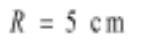 R = 5 cm